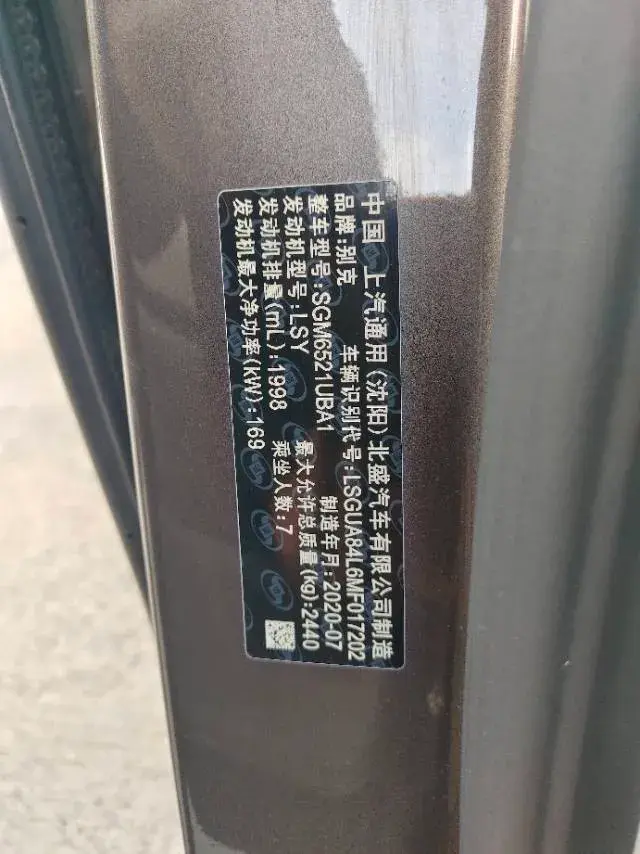 中国 上汽通用(沈阳)北盛汽车有限公司制造
品牌:别克 车辆识别代号:LSGUA84L6MF017202
整车型号:SGM6521UBA1 制造年月:2020-07
发动机型号:LSY 最大允许总质量(kg):2440
发动机排量(mL):1998 乘坐人数:7
发动机最大净功率(kW):169